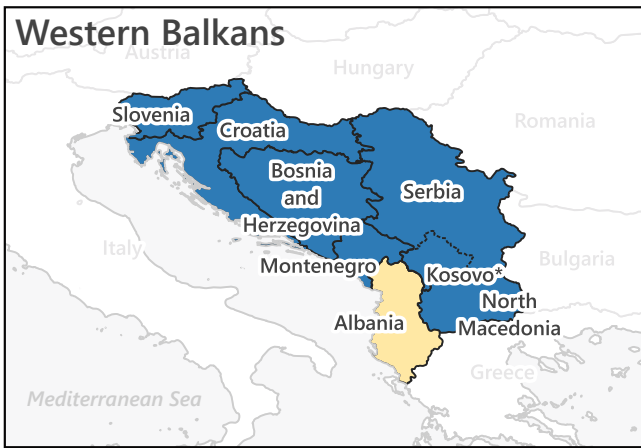 Western Balkans
Austria
Hungary
Slovenia
Romania
Croatia
Bosnia
and
Herzegovina
Serbia
Italy
Bulgaria
Montenegro
Kosovo*
North
Macedonia
Albania
Greece
Mediterranean Sea